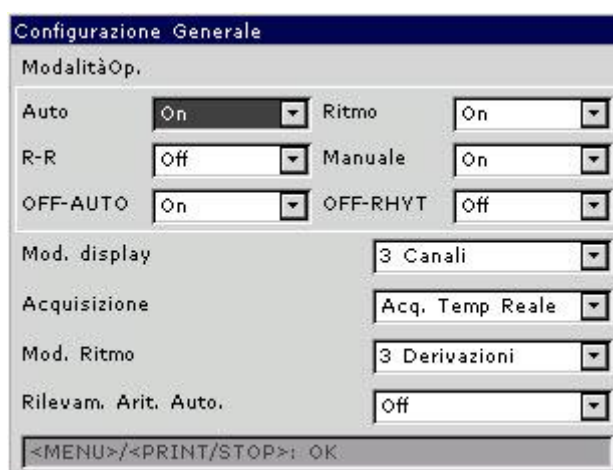 Configurazione Generale
ModalitàOp.
Auto On Ritmo On
R-R Off Manuale On
OFF-AUTO On OFF-RHYT Off
Mod. display 3 Canali
Acquisizione Acq. Temp Reale
Mod. Ritmo 3 Derivazioni
Rilevam. Arit. Auto. Off
<MENU>/<PRINT/STOP>: OK